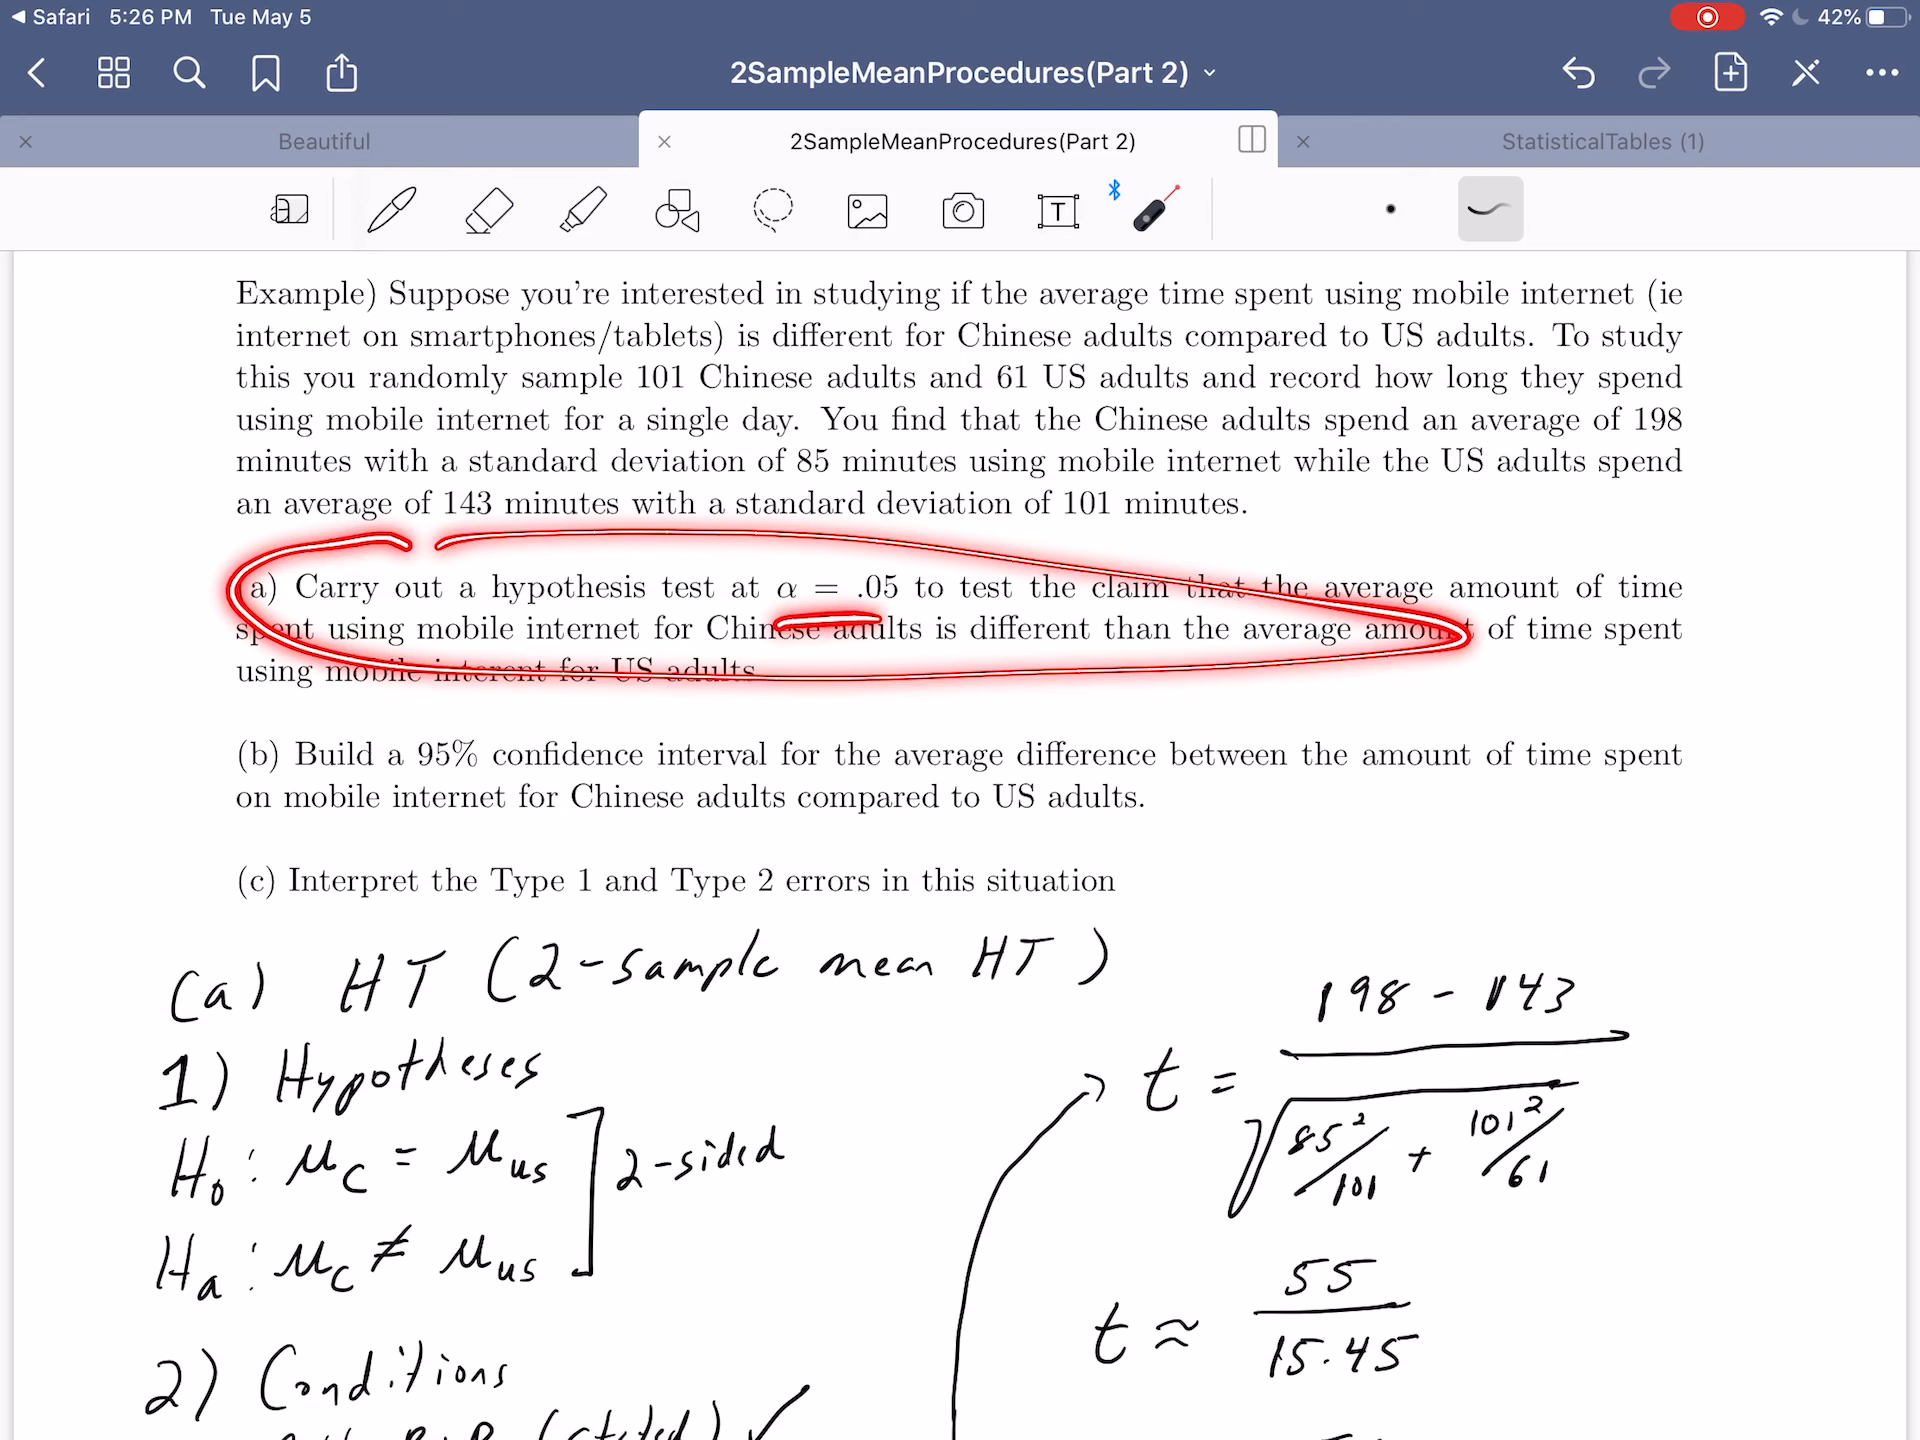 Safari 5:26 PM Tue May 5 42%
2SampleMeanProcedures(Part 2)
Beautiful 2SampleMeanProcedures(Part 2) StatisticalTables (1)
Example) Suppose you're interested in studying if the average time spent using mobile internet (ie
internet on smartphones/tablets) is different for Chinese adults compared to US adults. To study
this you randomly sample 101 Chinese adults and 61 US adults and record how long they spend
using mobile internet for a single day. You find that the Chinese adults spend an average of 198
minutes with a standard deviation of 85 minutes using mobile internet while the US adults spend
an average of 143 minutes with a standard deviation of 101 minutes.
(a) Carry out a hypothesis test at α = .05 to test the claim that the average amount of time
spent using mobile internet for Chinese adults is different than the average amount of time spent
using mobile interent for US adults
(b) Build a 95% confidence interval for the average difference between the amount of time spent
on mobile internet for Chinese adults compared to US adults.
(c) Interpret the Type 1 and Type 2 errors in this situation
(a) HT (2-sample mean HT)
1) Hypotheses
H₀: μc = μus
Ha: μc ≠ μus
2-sided
2) Conditions
(stated) ✓
t = (198 - 143) / √(85²/101 + 101²/61)
t ≈ 55/15.45